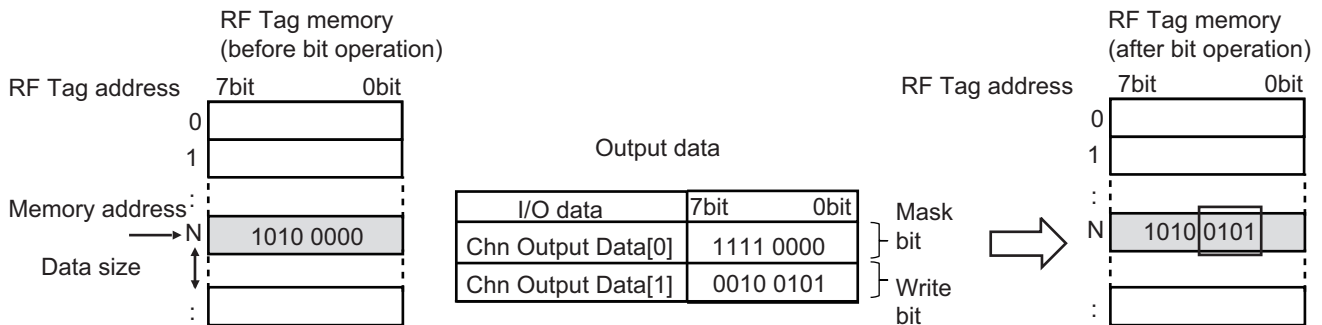 RF Tag memory
(before bit operation)
RF Tag address 7bit 0bit
0
1
:
Memory address
N 1010 0000
Data size
:
Output data
I/O data 7bit 0bit
Chn Output Data[0] 1111 0000
Chn Output Data[1] 0010 0101
Mask
bit
Write
bit
RF Tag memory
(after bit operation)
RF Tag address 7bit 0bit
0
1
:
N 1010 0101
: